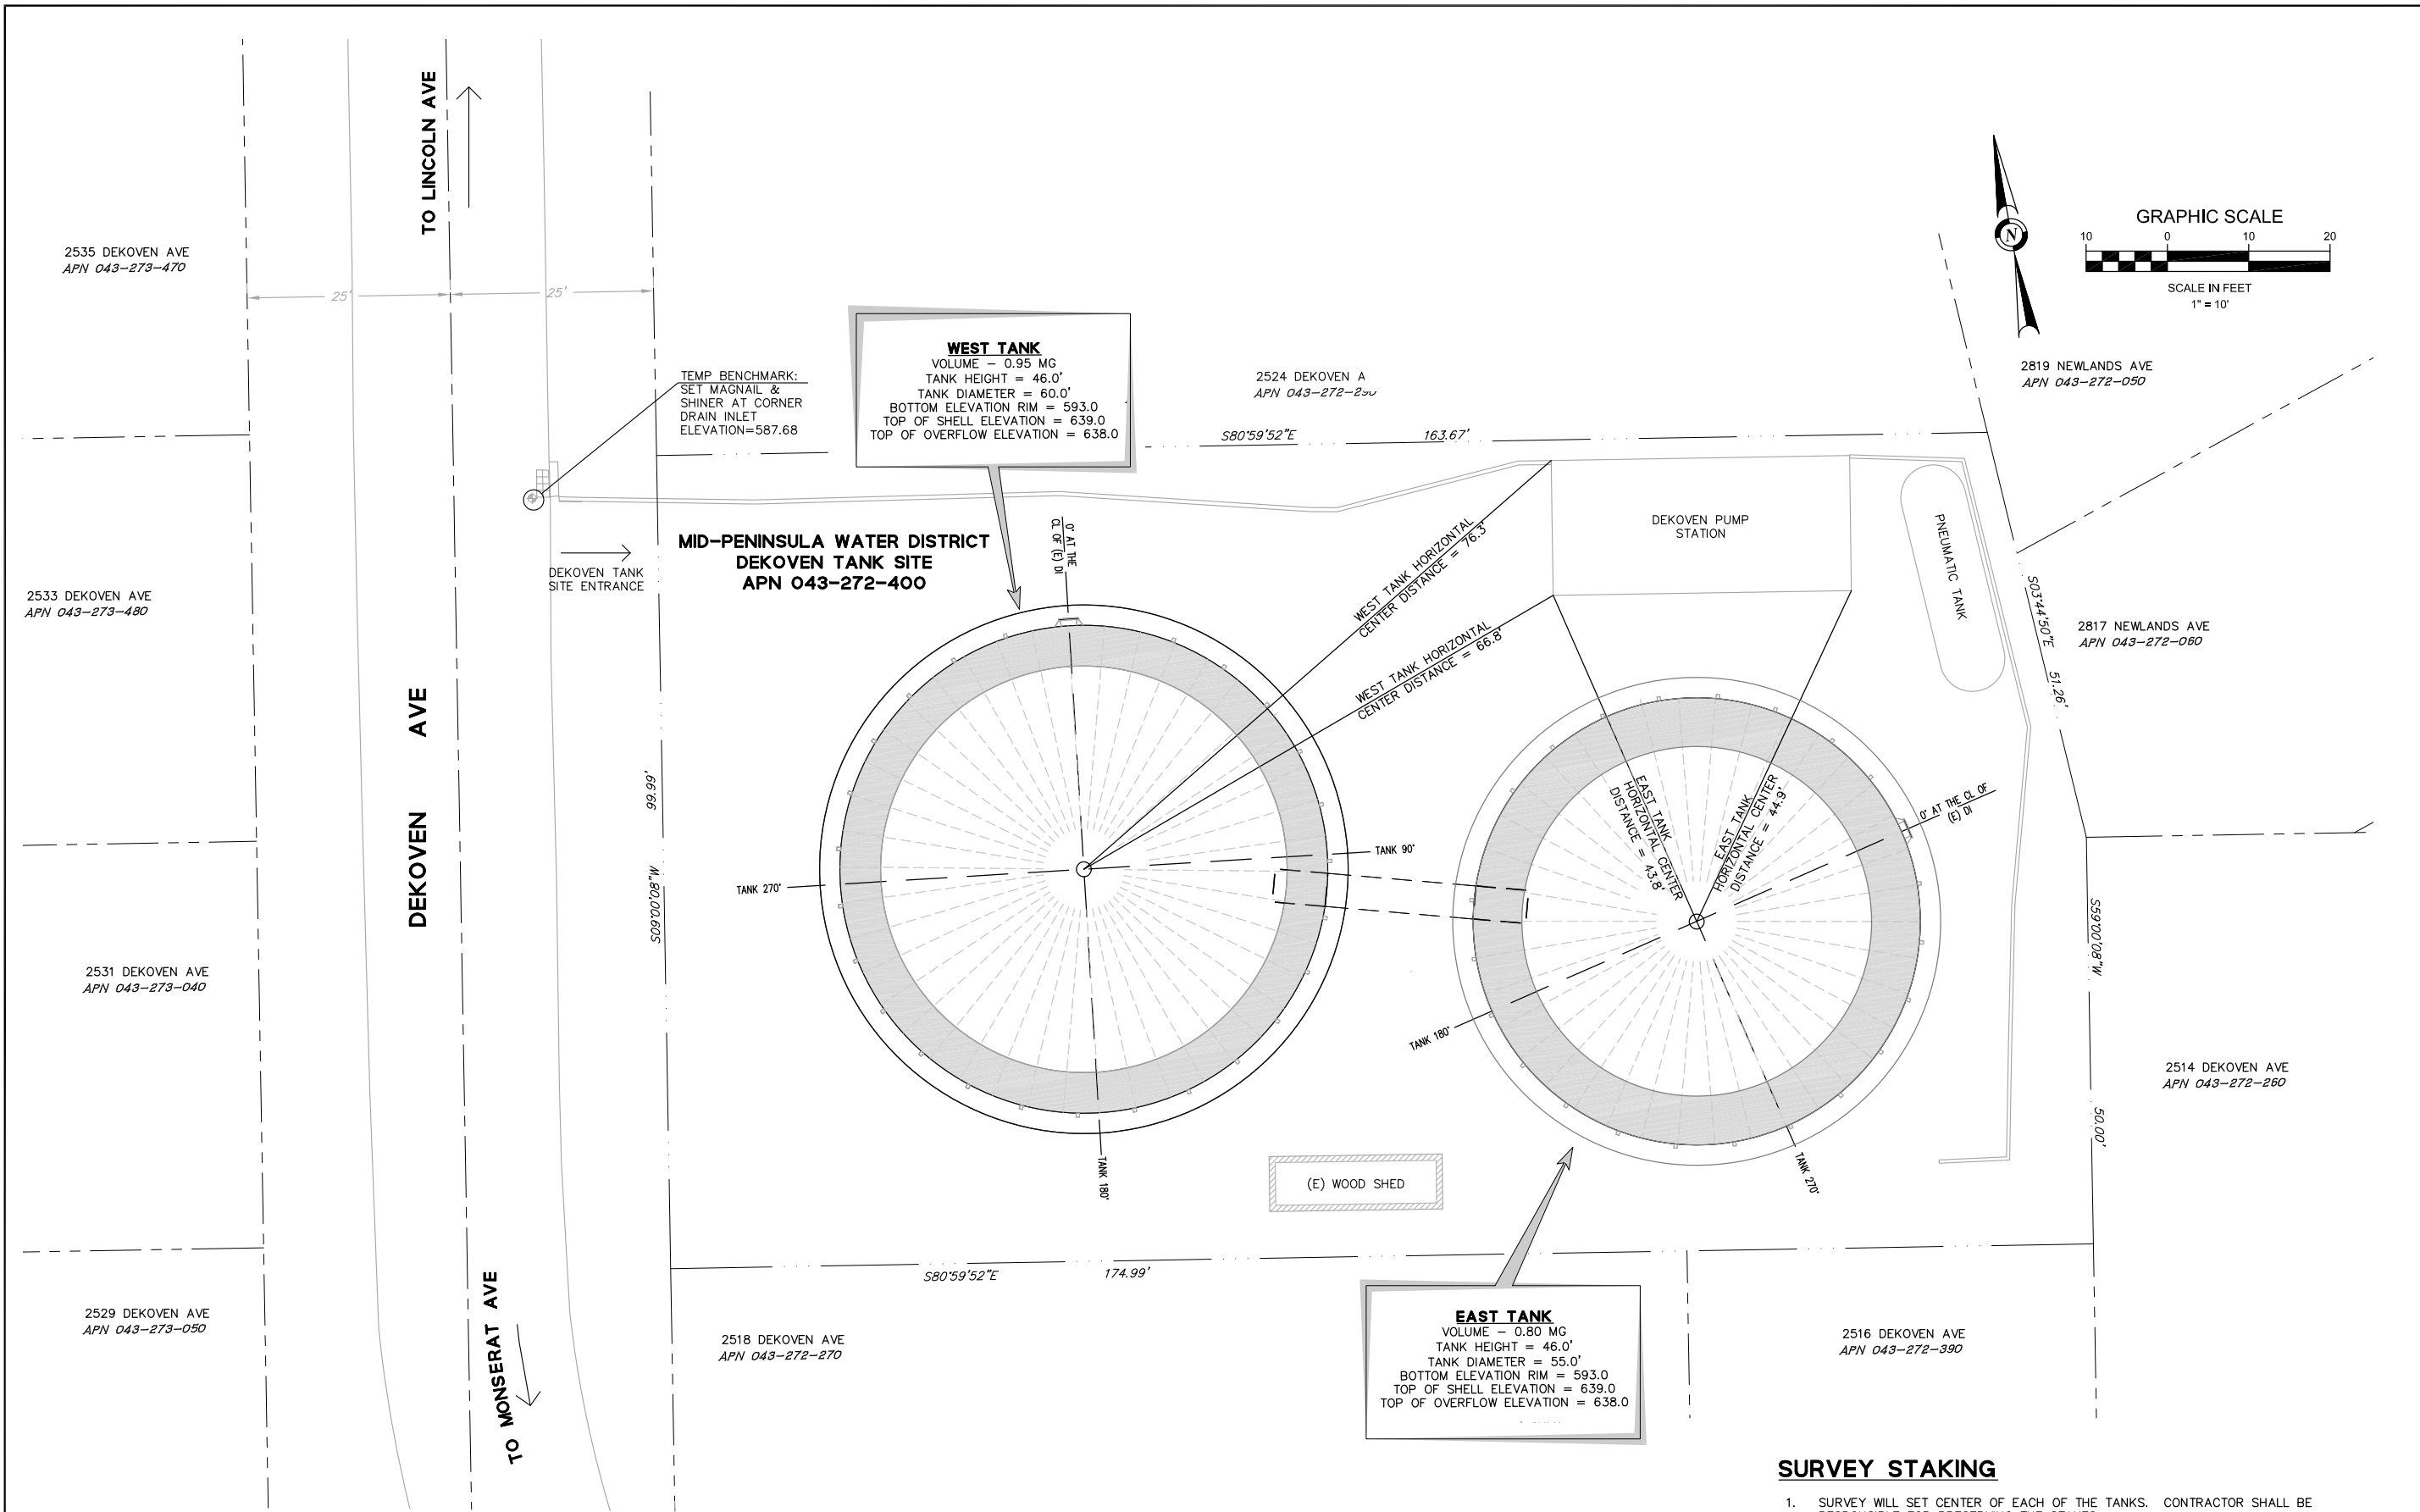 TO LINCOLN AVE
2535 DEKOVEN AVE
APN 043-273-470
25'
25'
GRAPHIC SCALE
10 0 10 20
SCALE IN FEET
1" = 10'
N
WEST TANK
VOLUME - 0.95 MG
TANK HEIGHT = 46.0'
TANK DIAMETER = 60.0'
BOTTOM ELEVATION RIM = 593.0
TOP OF SHELL ELEVATION = 639.0
TOP OF OVERFLOW ELEVATION = 638.0
TEMP BENCHMARK:
SET MAGNAIL &
SHINER AT CORNER
DRAIN INLET
ELEVATION=587.68
2524 DEKOVEN A
APN 043-272-2
2819 NEWLANDS AVE
APN 043-272-050
S80°59'52"E 163.67'
DEKOVEN PUMP
STATION
PNEUMATIC TANK
MID-PENINSULA WATER DISTRICT
DEKOVEN TANK SITE
APN 043-272-400
DEKOVEN TANK
SITE ENTRANCE
0° AT THE
CL OF (E) DI
WEST TANK HORIZONTAL
CENTER DISTANCE = 76.3'
WEST TANK HORIZONTAL
CENTER DISTANCE = 66.8'
2533 DEKOVEN AVE
APN 043-273-480
S03°44'50"E 51.26'
2817 NEWLANDS AVE
APN 043-272-060
DEKOVEN AVE
99.99'
S09°00'08"W
EAST TANK
HORIZONTAL CENTER
DISTANCE = 43.8'
EAST TANK
HORIZONTAL CENTER
DISTANCE = 44.9'
0° AT THE CL OF
(E) DI
TANK 90°
TANK 270°
TANK 180°
S59°00'08"W
50.00'
2531 DEKOVEN AVE
APN 043-273-040
2514 DEKOVEN AVE
APN 043-272-260
TANK 180°
TANK 270°
(E) WOOD SHED
S80°59'52"E 174.99'
TO MONSERAT AVE
2529 DEKOVEN AVE
APN 043-273-050
2518 DEKOVEN AVE
APN 043-272-270
EAST TANK
VOLUME - 0.80 MG
TANK HEIGHT = 46.0'
TANK DIAMETER = 55.0'
BOTTOM ELEVATION RIM = 593.0
TOP OF SHELL ELEVATION = 639.0
TOP OF OVERFLOW ELEVATION = 638.0
2516 DEKOVEN AVE
APN 043-272-390
SURVEY STAKING
1. SURVEY WILL SET CENTER OF EACH OF THE TANKS. CONTRACTOR SHALL BE